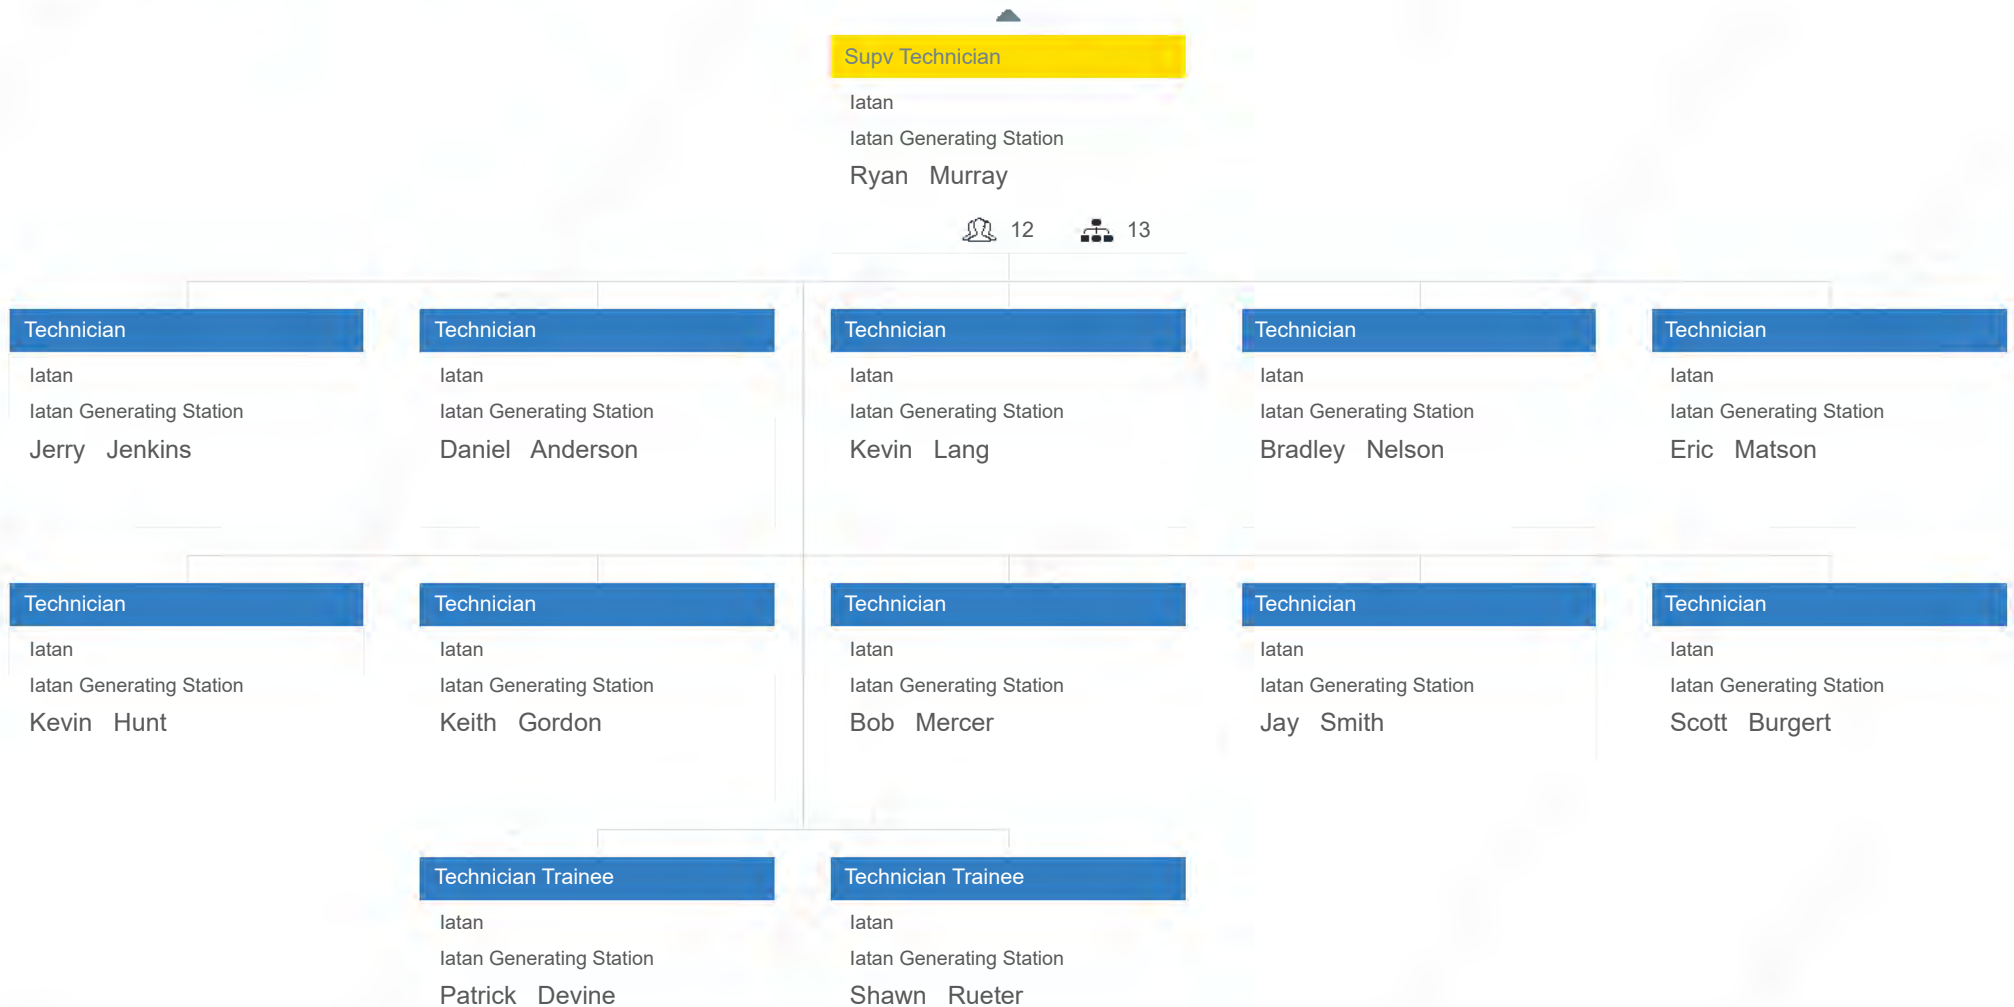 Supv Technician
Iatan
Iatan Generating Station
Ryan Murray
12 13
Technician
Iatan
Iatan Generating Station
Jerry Jenkins
Technician
Iatan
Iatan Generating Station
Daniel Anderson
Technician
Iatan
Iatan Generating Station
Kevin Lang
Technician
Iatan
Iatan Generating Station
Bradley Nelson
Technician
Iatan
Iatan Generating Station
Eric Matson
Technician
Iatan
Iatan Generating Station
Kevin Hunt
Technician
Iatan
Iatan Generating Station
Keith Gordon
Technician
Iatan
Iatan Generating Station
Bob Mercer
Technician
Iatan
Iatan Generating Station
Jay Smith
Technician
Iatan
Iatan Generating Station
Scott Burgert
Technician Trainee
Iatan
Iatan Generating Station
Patrick Devine
Technician Trainee
Iatan
Iatan Generating Station
Shawn Rueter